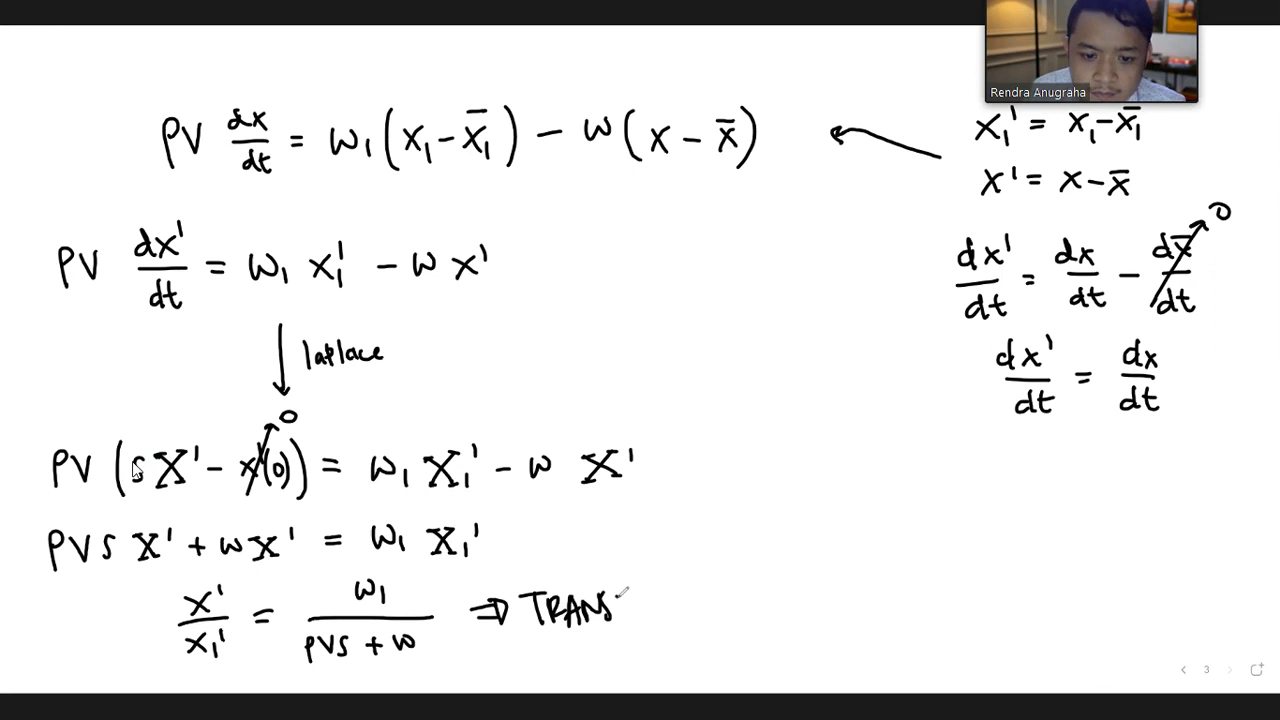 Rendra Anugraha
ρV dx/dt = w₁(x₁ - x̄₁) - w(x - x̄)
x₁' = x₁ - x̄₁
x' = x - x̄
ρV dx'/dt = w₁ x₁' - w x'
dx'/dt = dx/dt - dx̄/dt → 0
dx'/dt = dx/dt
laplace
ρV (sX' - x'(0) → 0) = w₁ X₁' - w X'
ρVs X' + wX' = w₁ X₁'
X'/X₁' = w₁/(ρVs + w) ⇒ TRANS
3